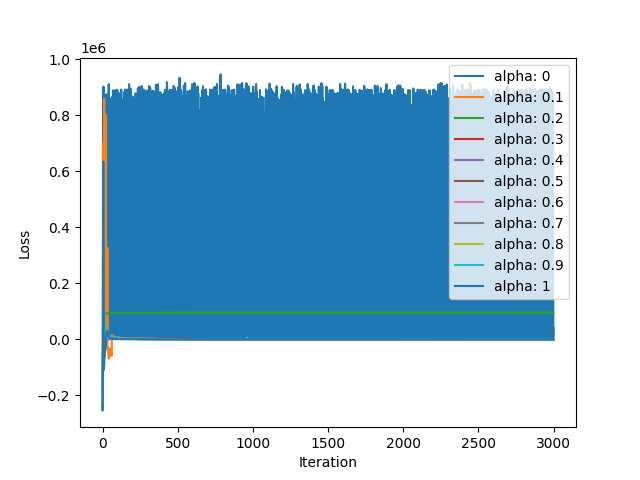 1e6
1.0
0.8
0.6
0.4
0.2
0.0
−0.2
Loss
0
500
1000
1500
2000
2500
3000
Iteration
alpha: 0
alpha: 0.1
alpha: 0.2
alpha: 0.3
alpha: 0.4
alpha: 0.5
alpha: 0.6
alpha: 0.7
alpha: 0.8
alpha: 0.9
alpha: 1